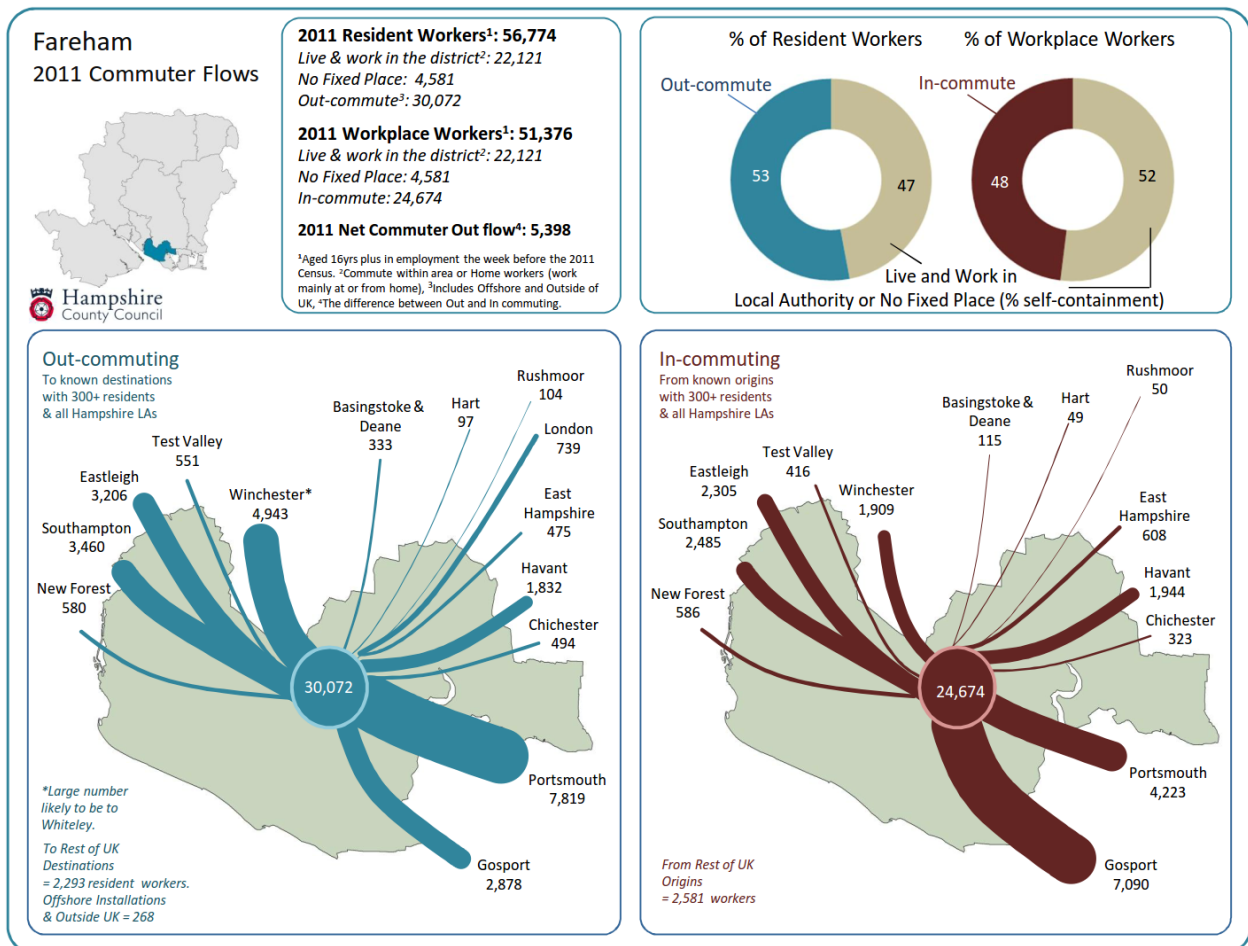 Fareham
2011 Commuter Flows
Hampshire
County Council
2011 Resident Workers¹: 56,774
Live & work in the district²: 22,121
No Fixed Place: 4,581
Out-commute³: 30,072
2011 Workplace Workers¹: 51,376
Live & work in the district²: 22,121
No Fixed Place: 4,581
In-commute: 24,674
2011 Net Commuter Out flow⁴: 5,398
¹Aged 16yrs plus in employment the week before the 2011
Census. ²Commute within area or Home workers (work
mainly at or from home), ³Includes Offshore and Outside of
UK, ⁴The difference between Out and In commuting.
% of Resident Workers
% of Workplace Workers
Out-commute
In-commute
53
47
48
52
Live and Work in
Local Authority or No Fixed Place (% self-containment)
Out-commuting
To known destinations
with 300+ residents
& all Hampshire LAs
Rushmoor
104
Basingstoke &
Deane
333
Hart
97
London
739
Test Valley
551
Eastleigh
3,206
Winchester*
4,943
East
Hampshire
475
Southampton
3,460
Havant
1,832
New Forest
580
Chichester
494
30,072
Portsmouth
7,819
Gosport
2,878
*Large number
likely to be to
Whiteley.
To Rest of UK
Destinations
= 2,293 resident workers.
Offshore Installations
& Outside UK = 268
In-commuting
From known origins
with 300+ residents
& all Hampshire LAs
Rushmoor
50
Basingstoke &
Deane
115
Hart
49
Test Valley
416
Eastleigh
2,305
Winchester
1,909
East
Hampshire
608
Southampton
2,485
Havant
1,944
New Forest
586
Chichester
323
24,674
Portsmouth
4,223
Gosport
7,090
From Rest of UK
Origins
= 2,581 workers